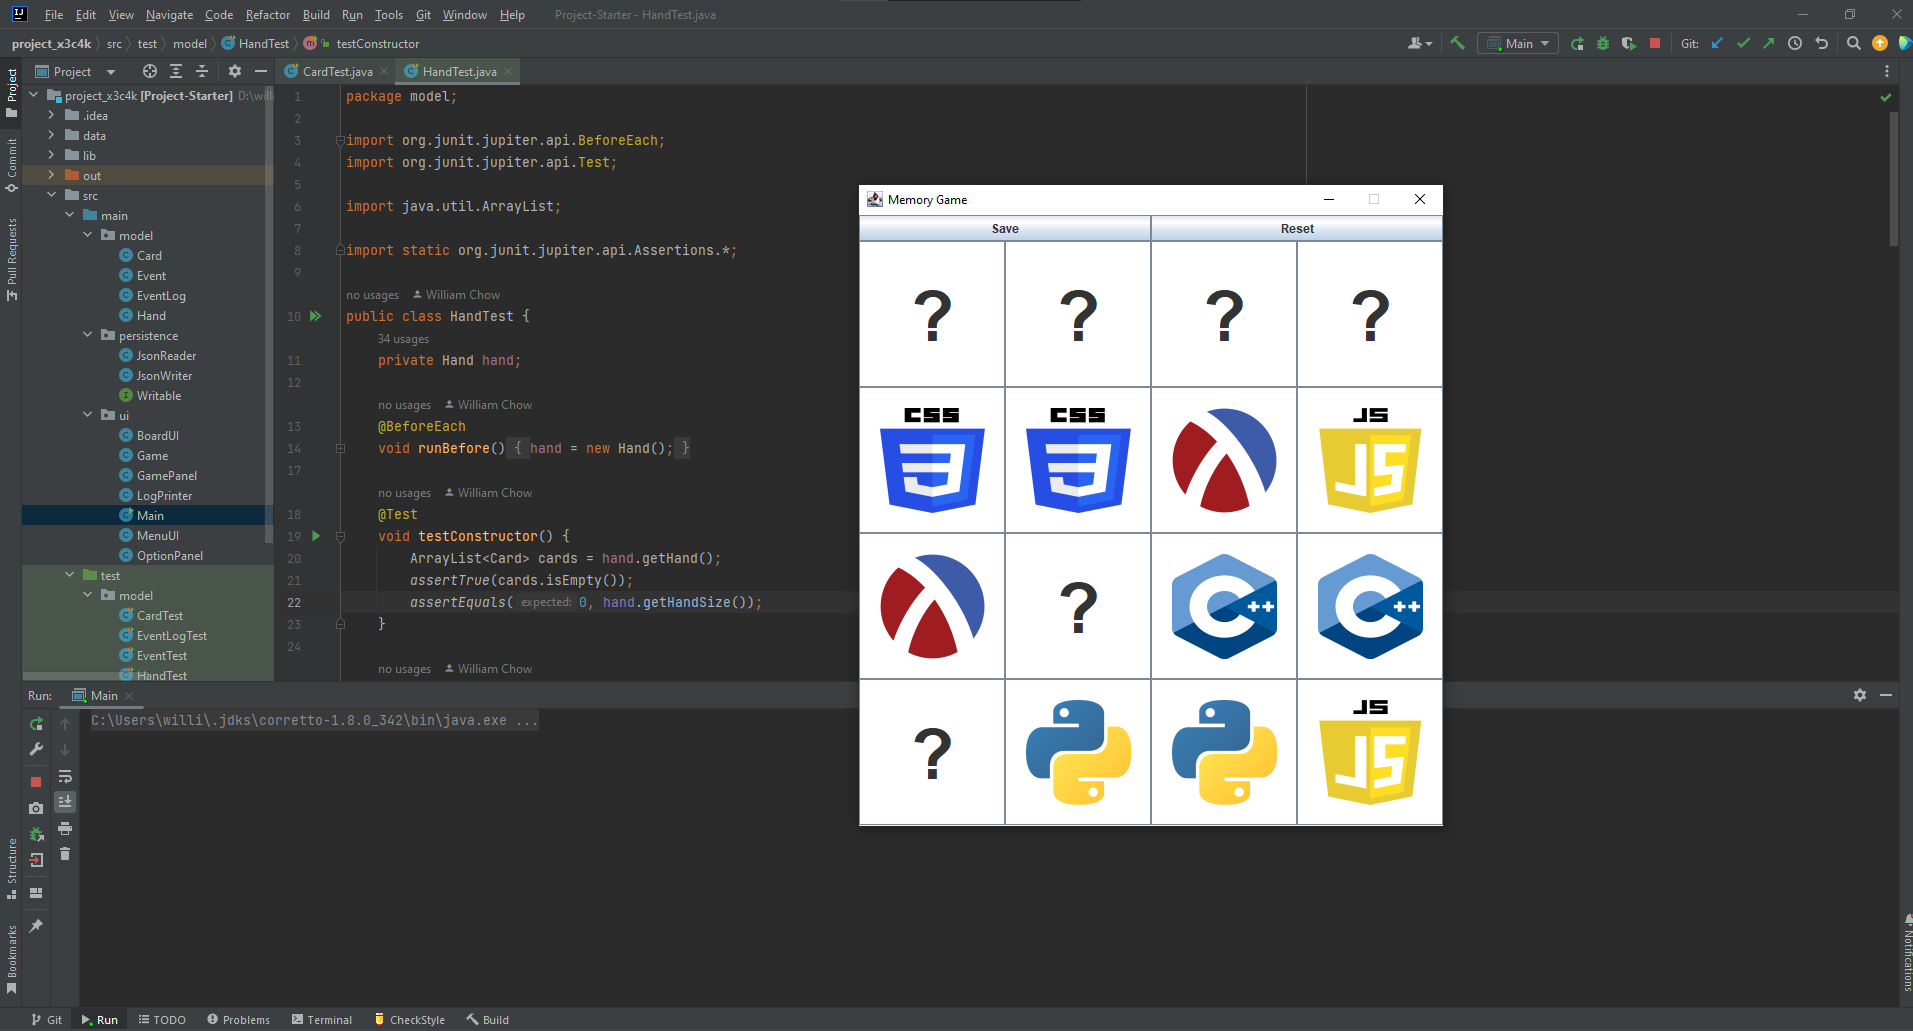 File Edit View Navigate Code Refactor Build Run Tools Git Window Help Project-Starter - HandTest.java
project_x3c4k src test model HandTest testConstructor Main Git:
Project CardTest.java HandTest.java
Project
Commit
Pull Requests
Structure
Bookmarks
project_x3c4k [Project-Starter] D:\willi
.idea
data
lib
out
src
main
model
Card
Event
EventLog
Hand
persistence
JsonReader
JsonWriter
Writable
ui
BoardUI
Game
GamePanel
LogPrinter
Main
MenuUI
OptionPanel
test
model
CardTest
EventLogTest
EventTest
HandTest
1 package model;
2
3 import org.junit.jupiter.api.BeforeEach;
4 import org.junit.jupiter.api.Test;
5
6 import java.util.ArrayList;
7
8 import static org.junit.jupiter.api.Assertions.*;
9
no usages William Chow
10 public class HandTest {
34 usages
11 private Hand hand;
12
no usages William Chow
13 @BeforeEach
14 void runBefore() { hand = new Hand(); }
17
no usages William Chow
18 @Test
19 void testConstructor() {
20 ArrayList<Card> cards = hand.getHand();
21 assertTrue(cards.isEmpty());
22 assertEquals( expected: 0, hand.getHandSize());
23 }
24
no usages William Chow
Memory Game
Save Reset
? ? ? ?
CSS CSS JS
3 3 JS
? C++ C++
? JS
JS
Run: Main
C:\Users\willi\.jdks\corretto-1.8.0_342\bin\java.exe ...
Notifications
Git Run TODO Problems Terminal CheckStyle Build